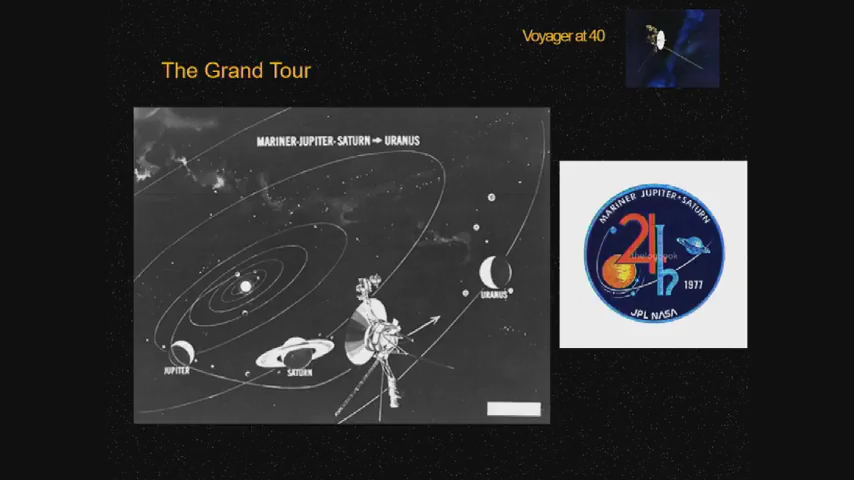 Voyager at 40
The Grand Tour
MARINER-JUPITER-SATURN → URANUS
URANUS
JUPITER
SATURN
MARINER JUPITER•SATURN
thelogbook
1977
JPL NASA